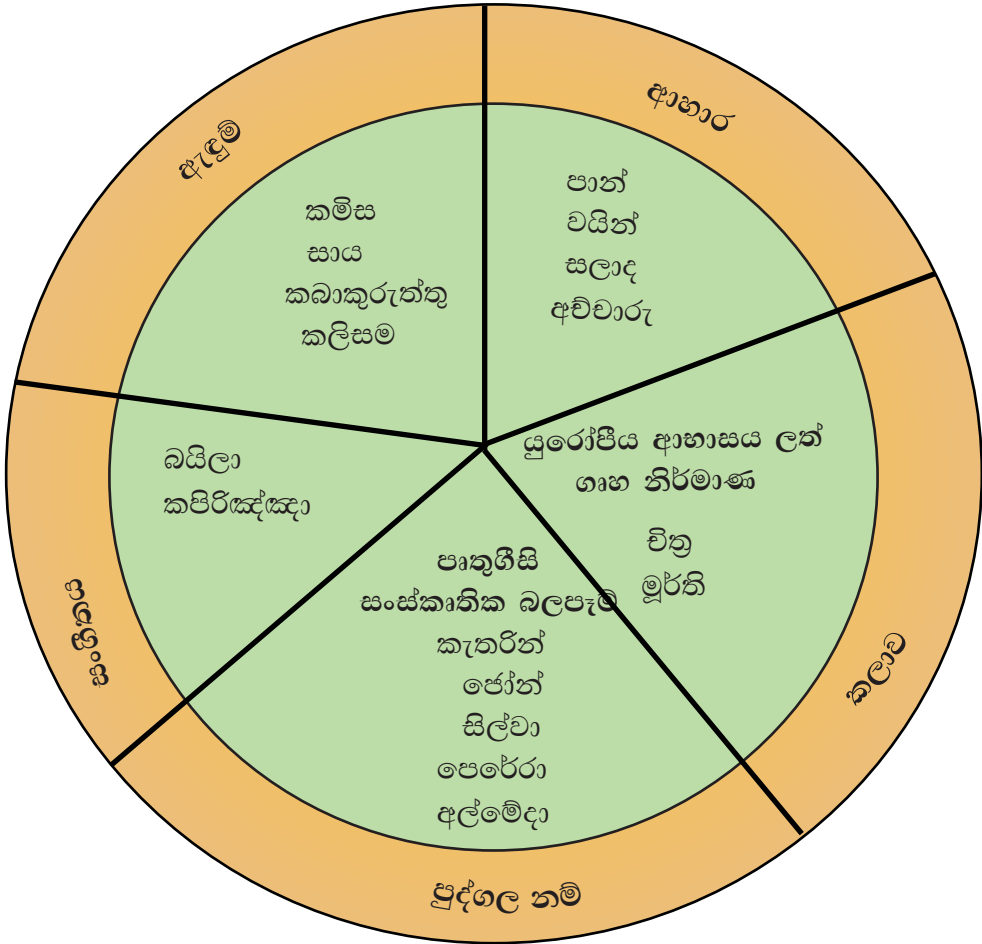 ඇඳුම්
කමිස
සාය
කබාකුරුත්තු
කලිසම
ආහාර
පාන්
වයින්
සලාද
අච්චාරු
යුරෝපීය ආභාසය ලත්
ගෘහ නිර්මාණ
චිත්‍ර
මූර්ති
කලාව
පෘතුගීසි
සංස්කෘතික බලපෑම්
කැතරින්
ජෝන්
සිල්වා
පෙරේරා
අල්මේදා
පුද්ගල නම්
බයිලා
කපිරිඤ්ඤා
සංගීතය